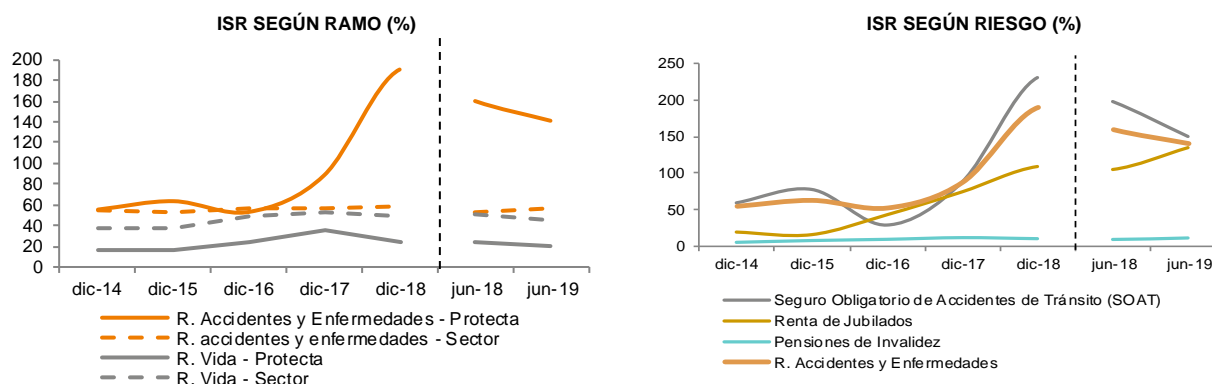 ISR SEGÚN RAMO (%)
200
180
160
140
120
100
80
60
40
20
0
dic-14 dic-15 dic-16 dic-17 dic-18 jun-18 jun-19
R. Accidentes y Enfermedades - Protecta
R. accidentes y enfermedades - Sector
R. Vida - Protecta
R. Vida - Sector
ISR SEGÚN RIESGO (%)
250
200
150
100
50
0
dic-14 dic-15 dic-16 dic-17 dic-18 jun-18 jun-19
Seguro Obligatorio de Accidentes de Tránsito (SOAT)
Renta de Jubilados
Pensiones de Invalidez
R. Accidentes y Enfermedades